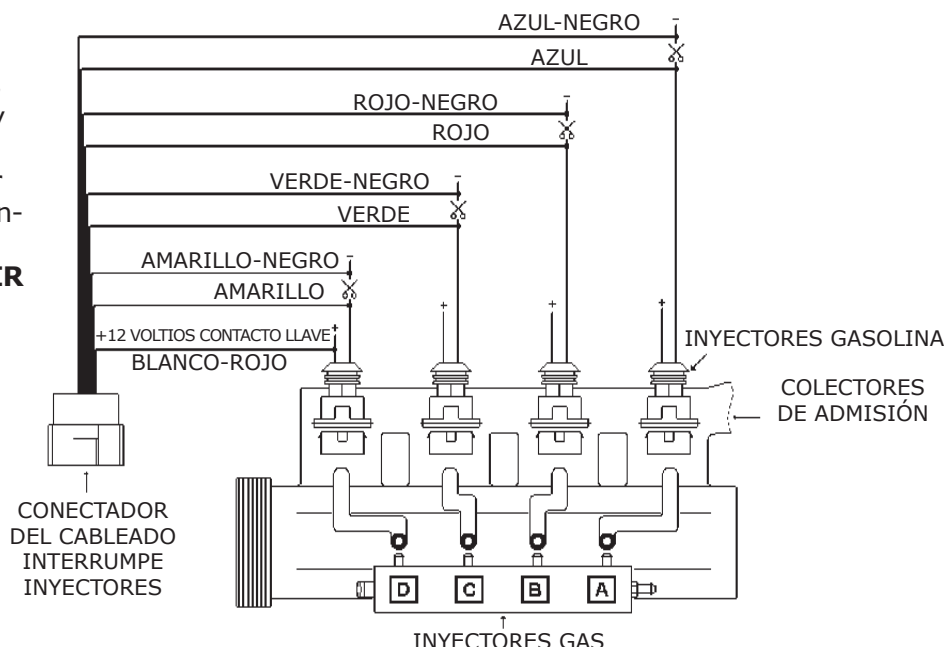 AZUL-NEGRO
AZUL
ROJO-NEGRO
ROJO
VERDE-NEGRO
VERDE
AMARILLO-NEGRO
AMARILLO
+12 VOLTIOS CONTACTO LLAVE
BLANCO-ROJO
y
n-
IR
INYECTORES GASOLINA
COLECTORES
DE ADMISIÓN
CONECTADOR
DEL CABLEADO
INTERRUMPE
INYECTORES
D C B A
INYECTORES GAS